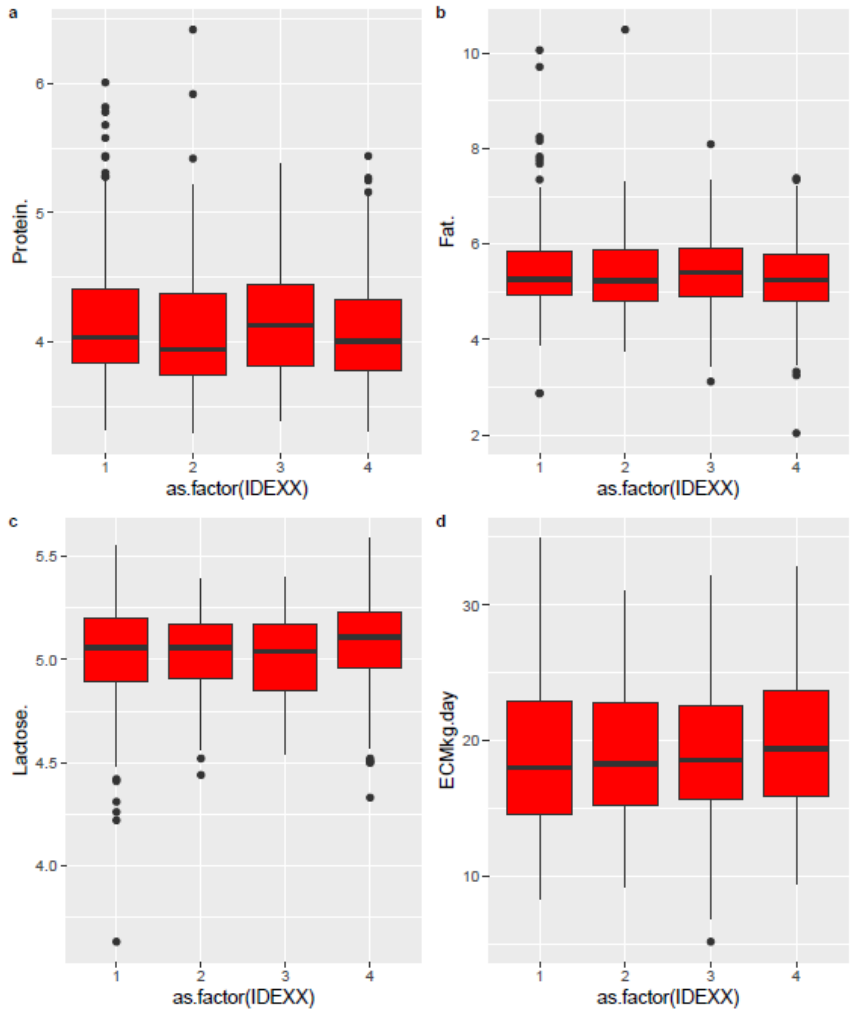 a
6
5
4
Protein.
1 2 3 4
as.factor(IDEXX)
b
10
8
6
4
2
Fat.
1 2 3 4
as.factor(IDEXX)
c
5.5
5.0
4.5
4.0
Lactose.
1 2 3 4
as.factor(IDEXX)
d
30
20
10
ECMkg.day
1 2 3 4
as.factor(IDEXX)